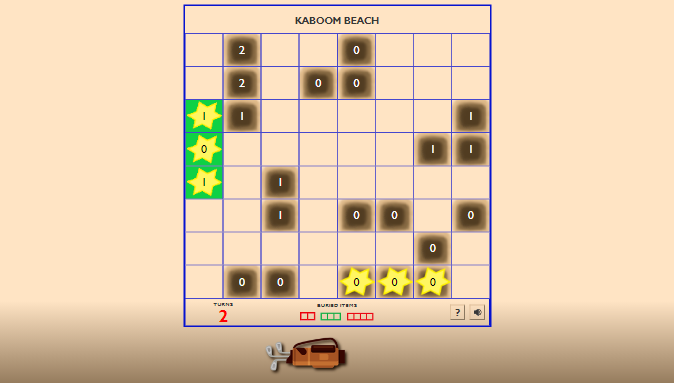 KABOOM BEACH
2 0
2 0 0
1 1 1
0 1 1
1 1
1 0 0 0
0
0 0 0 0 0
TURNS BURIED ITEMS
2 ?